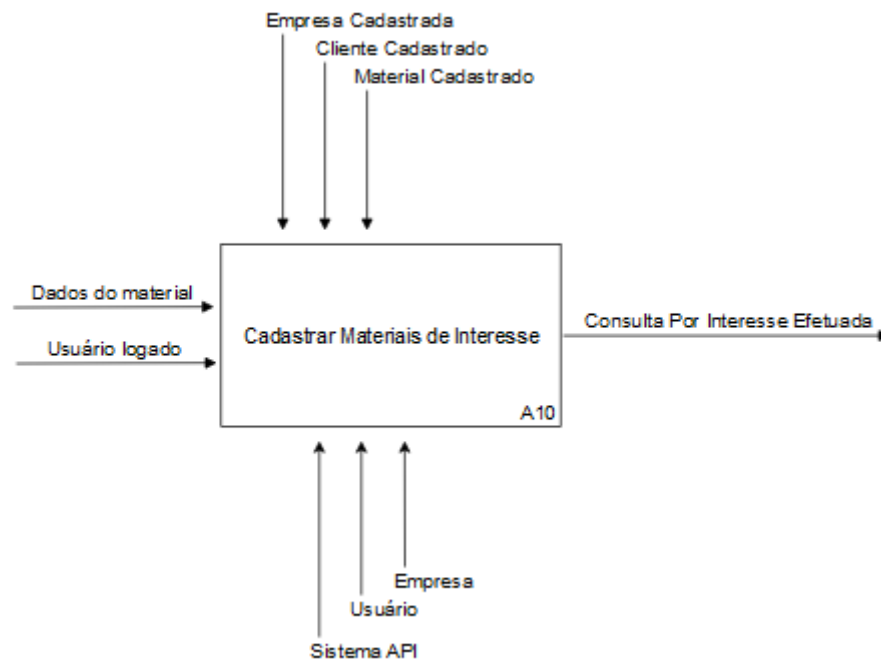 Empresa Cadastrada
Cliente Cadastrado
Material Cadastrado
Dados do material
Usuário logado
Cadastrar Materiais de Interesse
A10
Consulta Por Interesse Efetuada
Empresa
Usuário
Sistema API